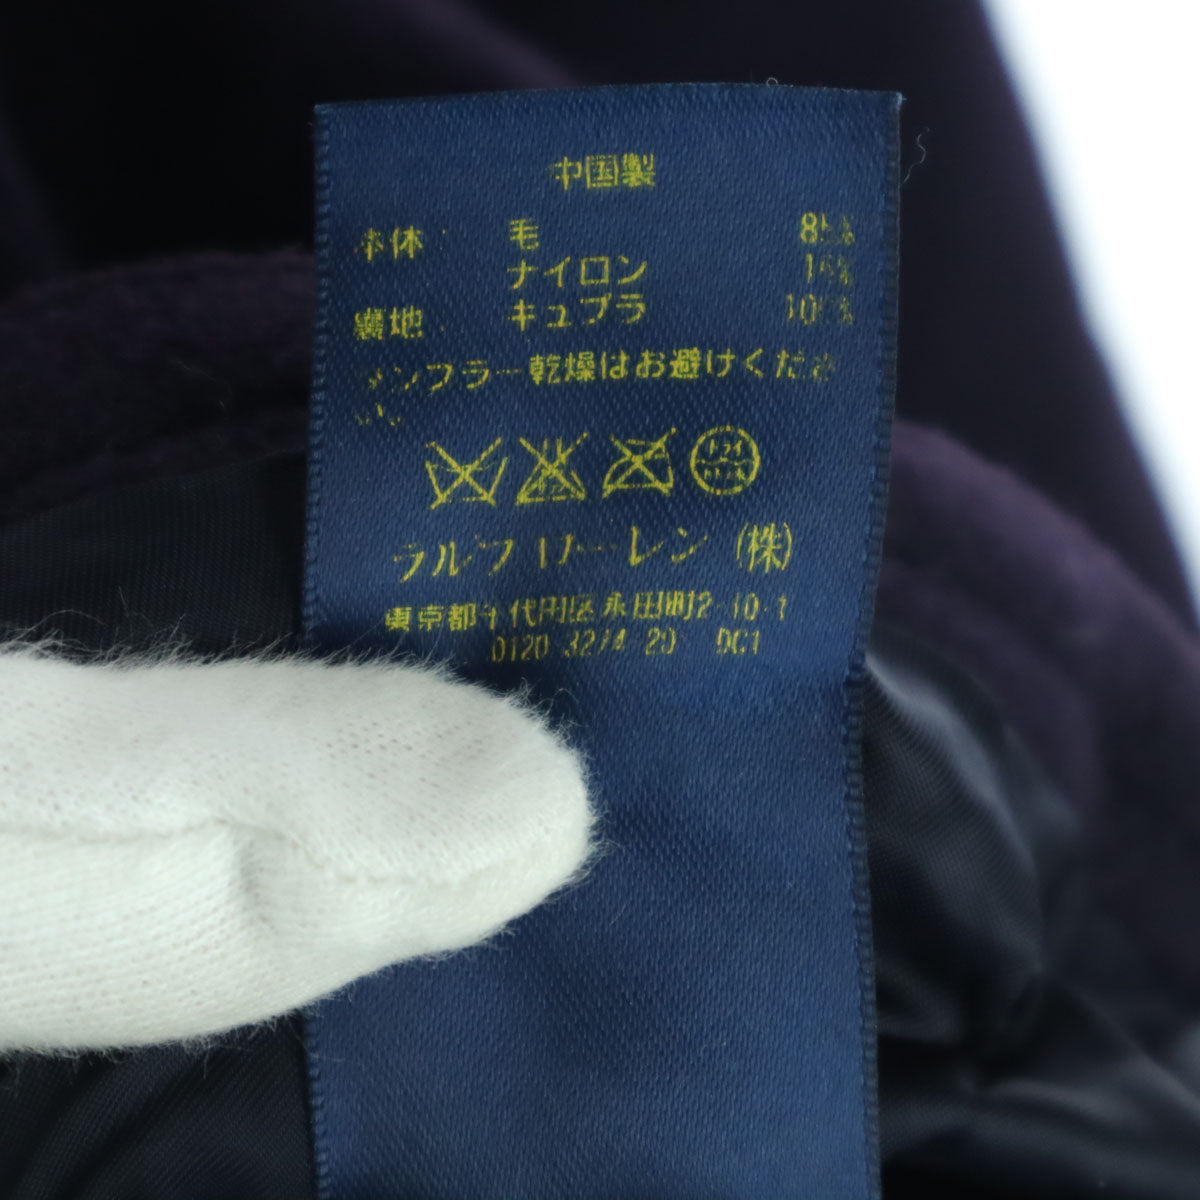 中国製
本体: 毛 85%
ナイロン 15%
裏地: キュプラ 100%
タンブラー乾燥はお避けくださ
い。
ドライ
ラルフ ローレン (株)
東京都千代田区永田町2-10-1
0120 3274 20 DC1